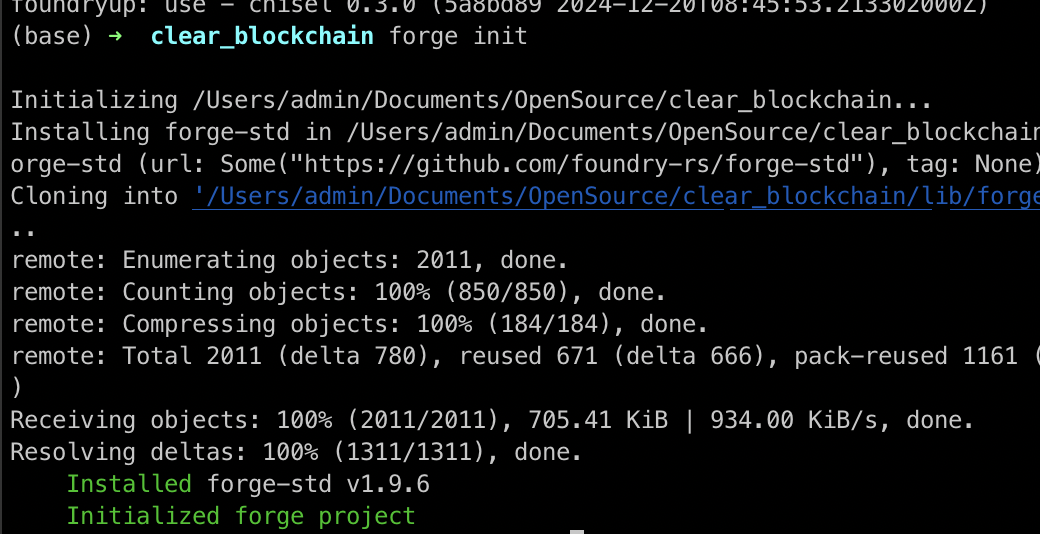 foundryup: use - chisel 0.3.0 (5a8bd89 2024-12-20T08:45:53.213302000Z)
(base) → clear_blockchain forge init
Initializing /Users/admin/Documents/OpenSource/clear_blockchain...
Installing forge-std in /Users/admin/Documents/OpenSource/clear_blockchain
orge-std (url: Some("https://github.com/foundry-rs/forge-std"), tag: None)
Cloning into '/Users/admin/Documents/OpenSource/clear_blockchain/lib/forge
..
remote: Enumerating objects: 2011, done.
remote: Counting objects: 100% (850/850), done.
remote: Compressing objects: 100% (184/184), done.
remote: Total 2011 (delta 780), reused 671 (delta 666), pack-reused 1161 (
)
Receiving objects: 100% (2011/2011), 705.41 KiB | 934.00 KiB/s, done.
Resolving deltas: 100% (1311/1311), done.
Installed forge-std v1.9.6
Initialized forge project